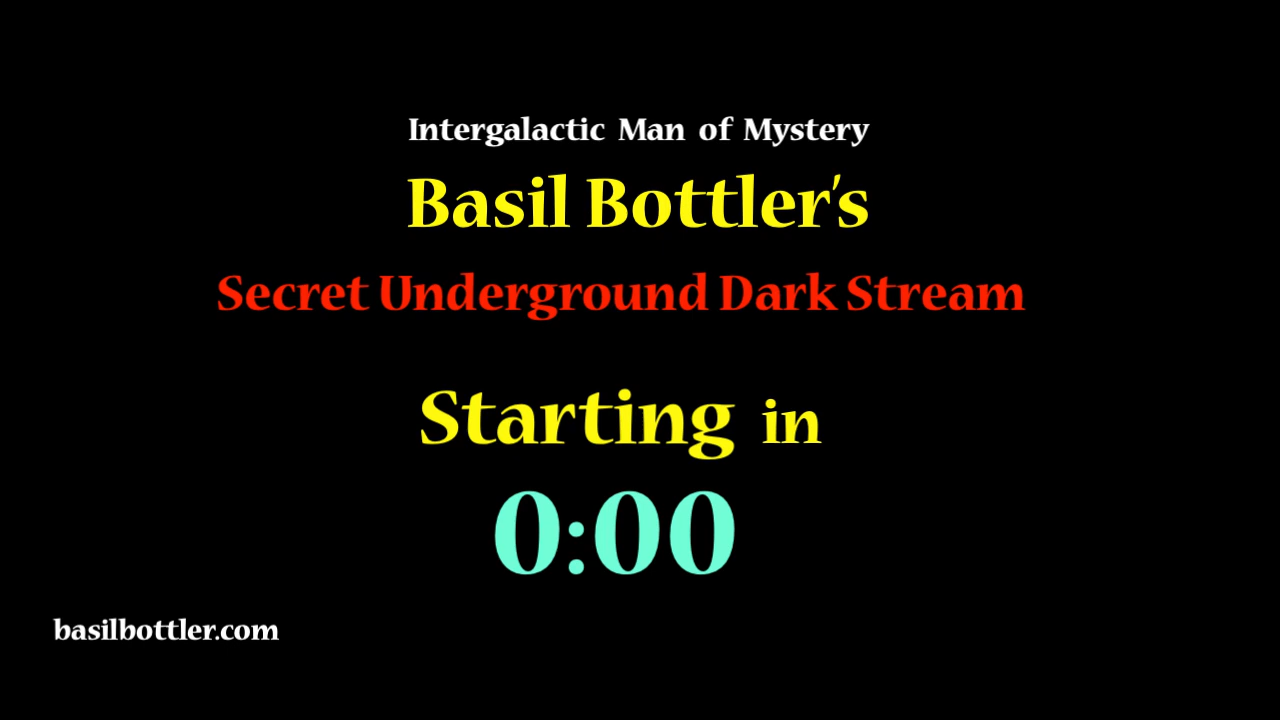 Intergalactic Man of Mystery
Basil Bottler's
Secret Underground Dark Stream
Starting in
0:00
basilbottler.com